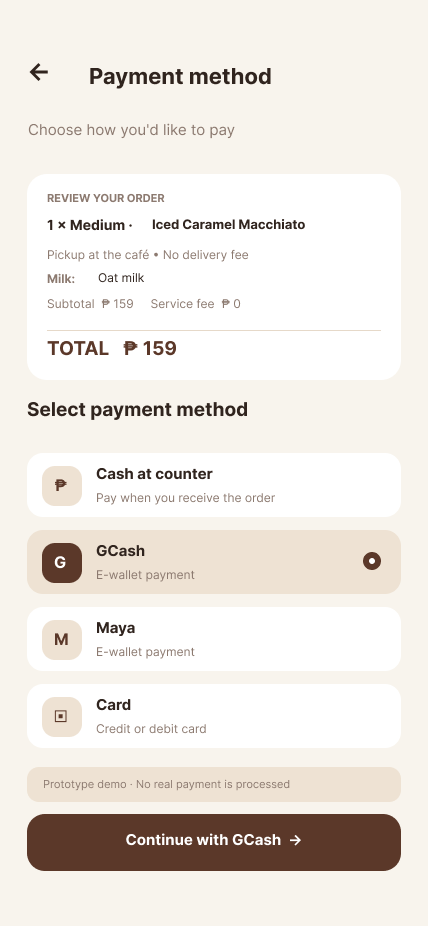 ← Payment method
Choose how you'd like to pay
REVIEW YOUR ORDER
1 × Medium · Iced Caramel Macchiato
Pickup at the café • No delivery fee
Milk: Oat milk
Subtotal ₱ 159 Service fee ₱ 0
TOTAL ₱ 159
Select payment method
₱
Cash at counter
Pay when you receive the order
G
GCash
E-wallet payment
M
Maya
E-wallet payment
Card
Credit or debit card
Prototype demo · No real payment is processed
Continue with GCash →